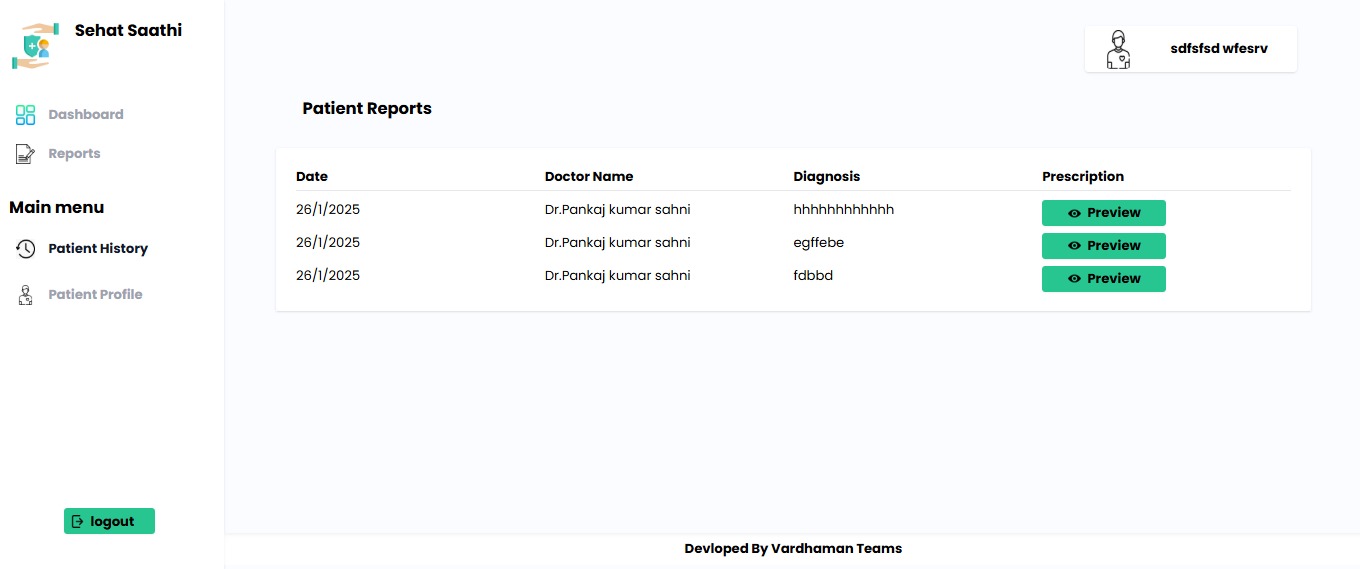 Sehat Saathi
sdfsfsd wfesrv
Dashboard
Reports
Main menu
Patient History
Patient Profile
logout
Patient Reports
Date Doctor Name Diagnosis Prescription
26/1/2025 Dr.Pankaj kumar sahni hhhhhhhhhhhh Preview
26/1/2025 Dr.Pankaj kumar sahni egffebe Preview
26/1/2025 Dr.Pankaj kumar sahni fdbbd Preview
Devloped By Vardhaman Teams